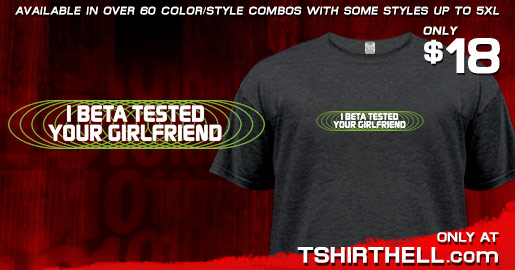 AVAILABLE IN OVER 60 COLOR/STYLE COMBOS WITH SOME STYLES UP TO 5XL
ONLY
$18
I BETA TESTED
YOUR GIRLFRIEND
I BETA TESTED
YOUR GIRLFRIEND
ONLY AT
TSHIRTHELL.com